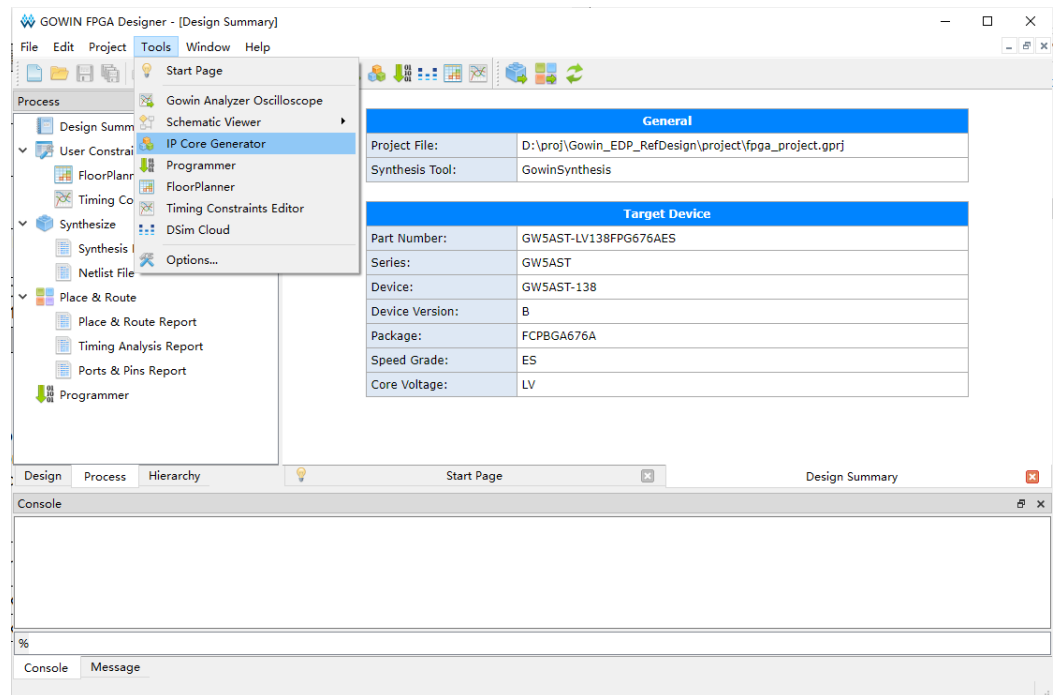 GOWIN FPGA Designer - [Design Summary]
File Edit Project Tools Window Help
Start Page
Gowin Analyzer Oscilloscope
Schematic Viewer
IP Core Generator
Programmer
FloorPlanner
Timing Constraints Editor
DSim Cloud
Options...
Process
Design Summ
User Constrai
FloorPlanr
Timing Co
Synthesize
Synthesis
Netlist File
Place & Route
Place & Route Report
Timing Analysis Report
Ports & Pins Report
Programmer
Design Process Hierarchy
General
Project File: D:\proj\Gowin_EDP_RefDesign\project\fpga_project.gprj
Synthesis Tool: GowinSynthesis
Target Device
Part Number: GW5AST-LV138FPG676AES
Series: GW5AST
Device: GW5AST-138
Device Version: B
Package: FCPBGA676A
Speed Grade: ES
Core Voltage: LV
Start Page Design Summary
Console
%
Console Message